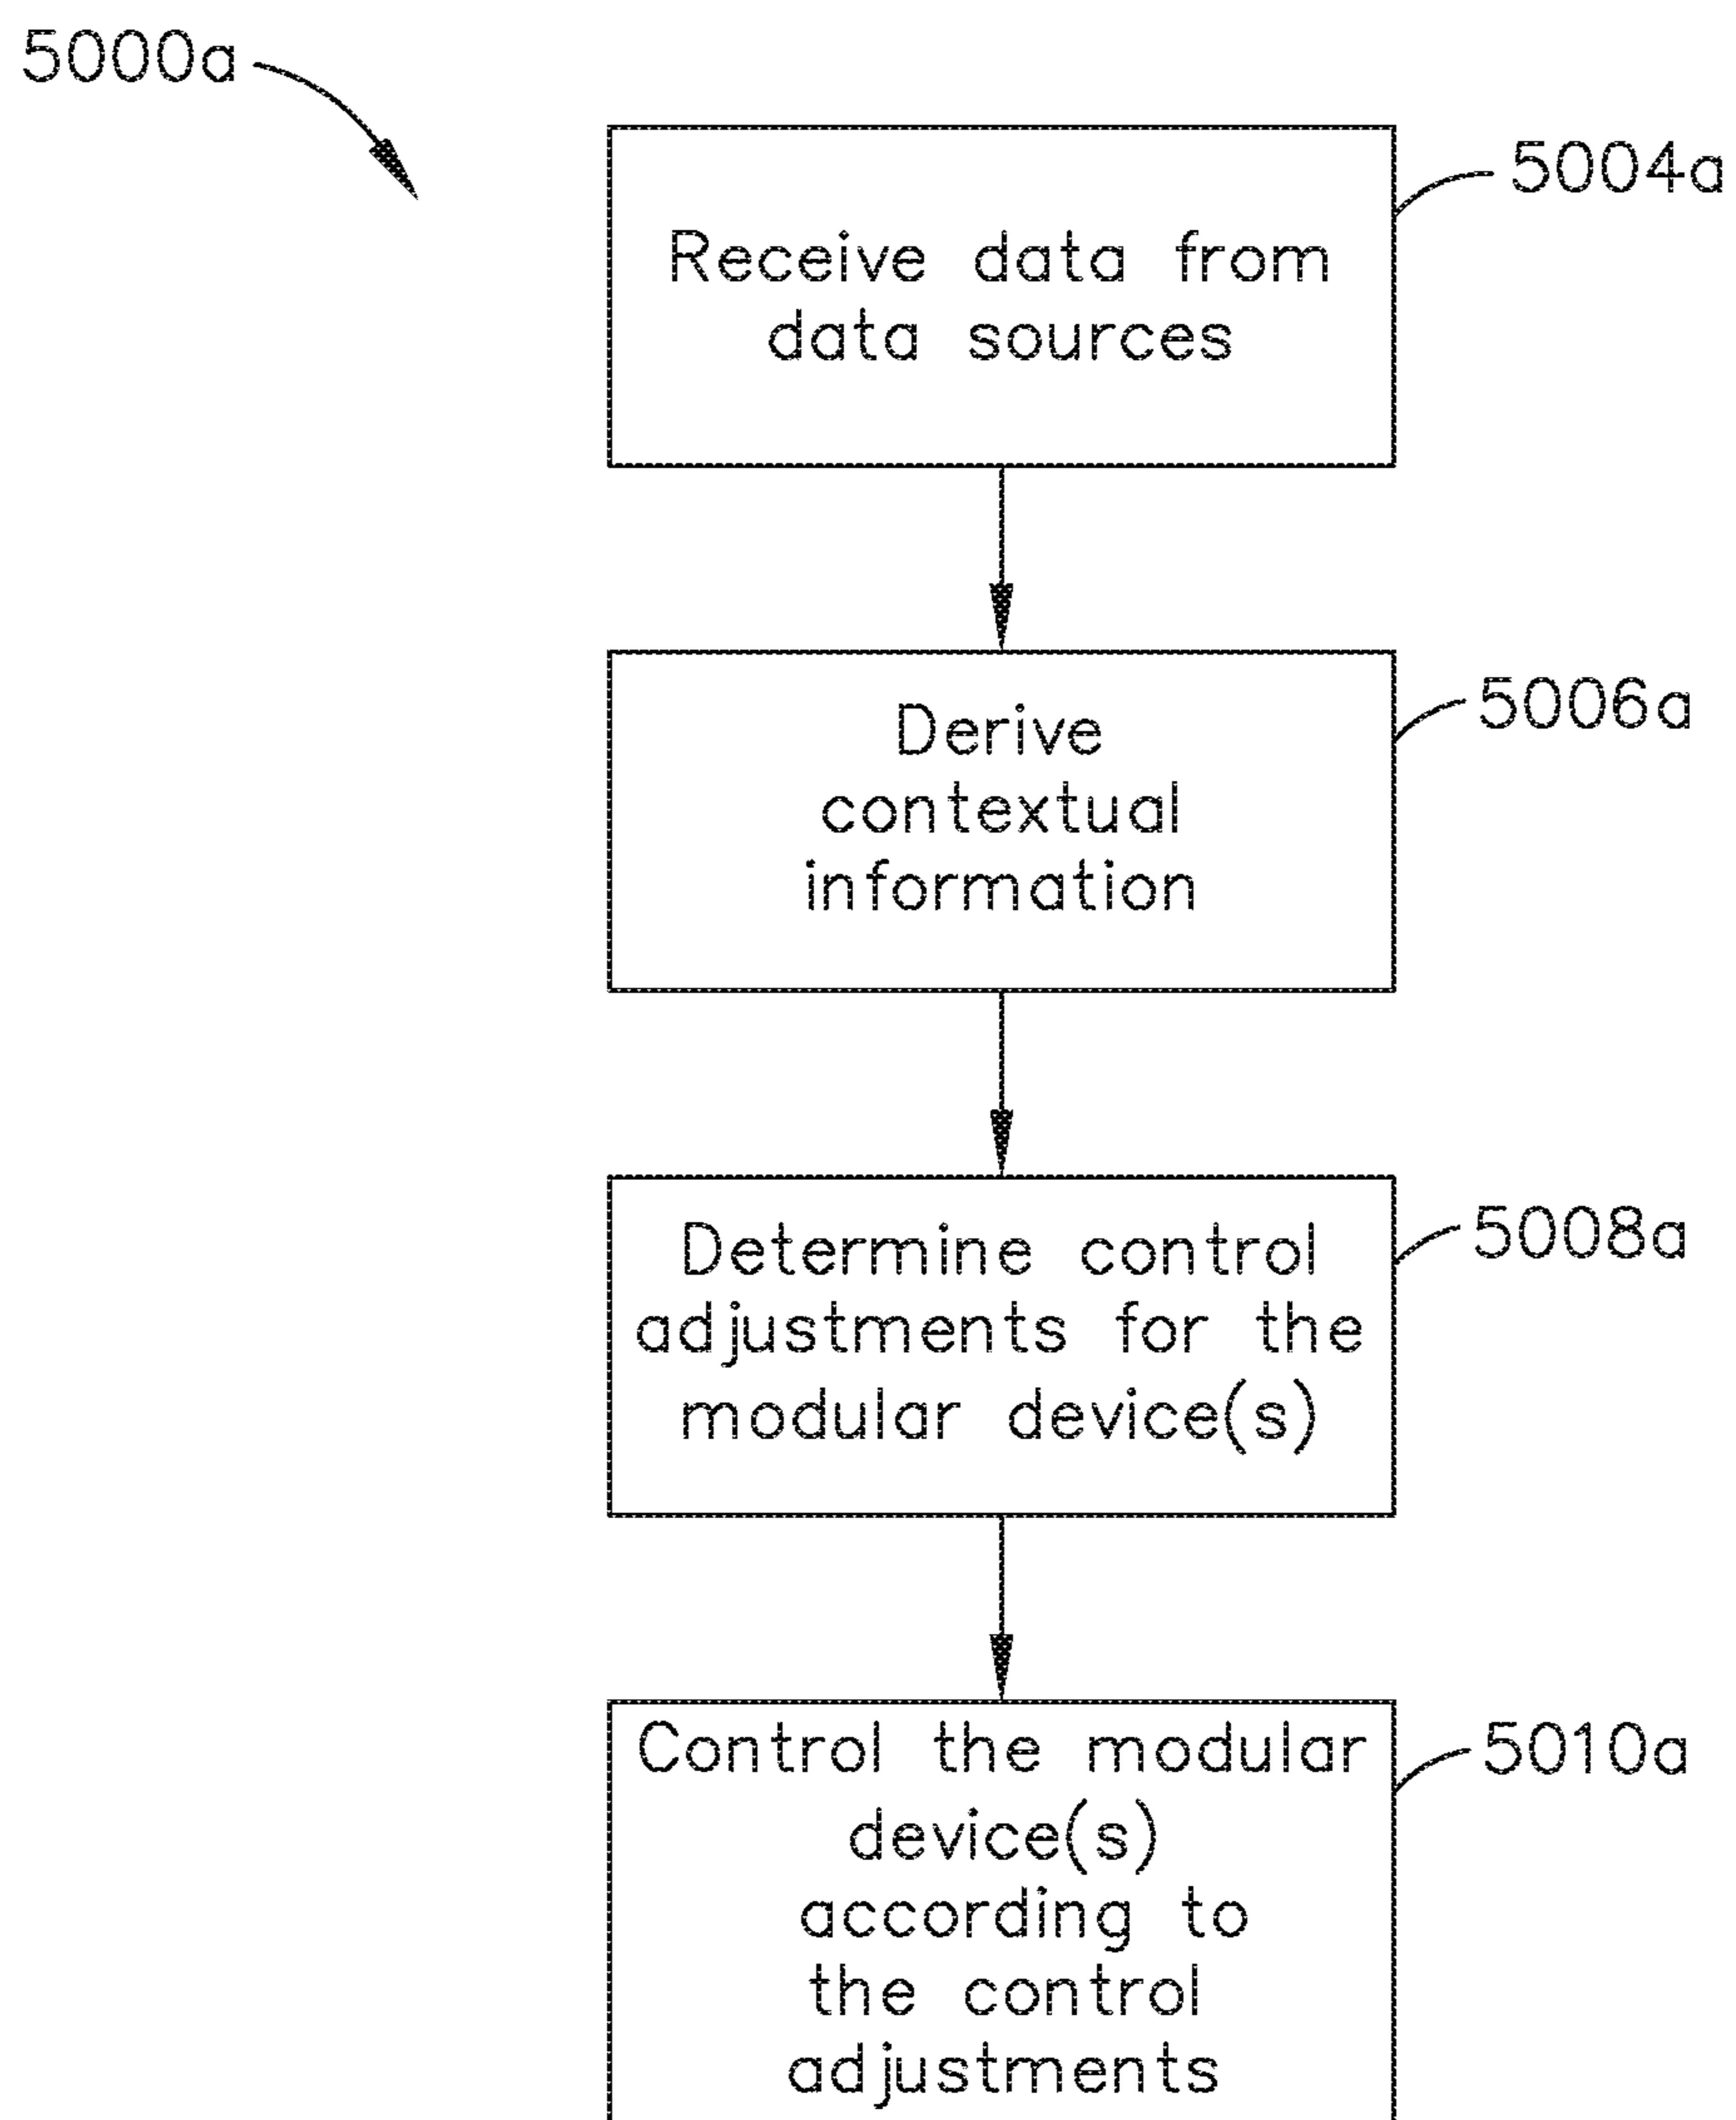 5000a
5004a
Receive data from
data sources
5006a
Derive
contextual
information
5008a
Determine control
adjustments for the
modular device(s)
5010a
Control the modular
device(s)
according to
the control
adjustments